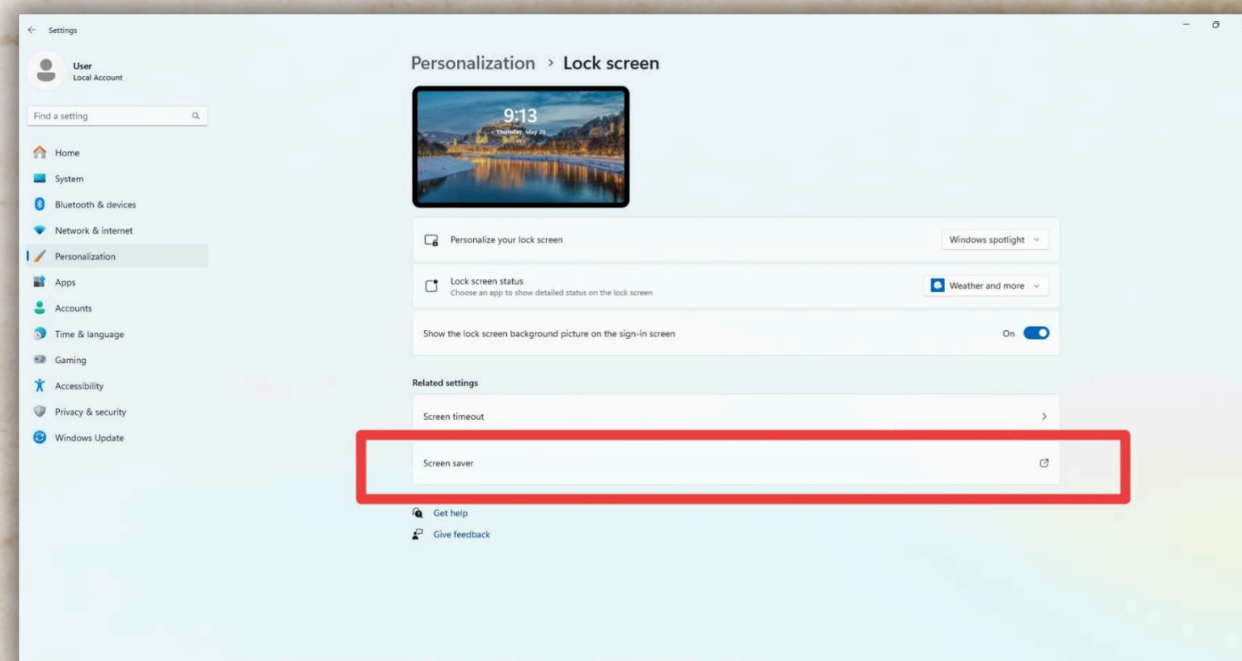 Settings
User
Local Account
Find a setting
Home
System
Bluetooth & devices
Network & internet
Personalization
Apps
Accounts
Time & language
Gaming
Accessibility
Privacy & security
Windows Update
Personalization > Lock screen
9:13
Thursday, May 29
Personalize your lock screen
Windows spotlight
Lock screen status
Choose an app to show detailed status on the lock screen
Weather and more
Show the lock screen background picture on the sign-in screen
On
Related settings
Screen timeout
Screen saver
Get help
Give feedback